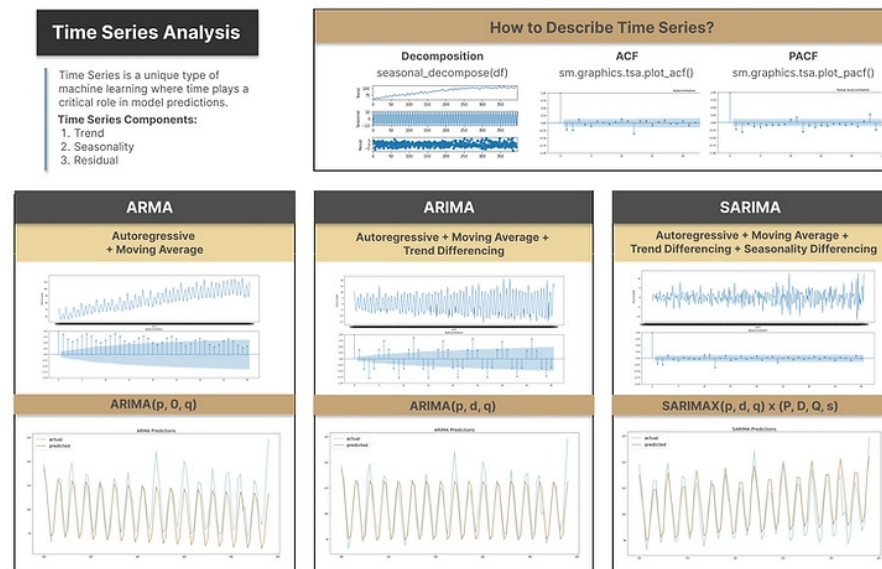 Time Series Analysis
Time Series is a unique type of
machine learning where time plays a
critical role in model predictions.
Time Series Components:
1. Trend
2. Seasonality
3. Residual
How to Describe Time Series?
Decomposition
seasonal_decompose(df)
ACF
sm.graphics.tsa.plot_acf()
PACF
sm.graphics.tsa.plot_pacf()
ARMA
Autoregressive
+ Moving Average
ARIMA(p, 0, q)
ARMA Predictions
actual
predicted
ARIMA
Autoregressive + Moving Average +
Trend Differencing
ARIMA(p, d, q)
ARMA Predictions
actual
predicted
SARIMA
Autoregressive + Moving Average +
Trend Differencing + Seasonality Differencing
SARIMAX(p, d, q) x (P, D, Q, s)
SARIMA Predictions
actual
predicted